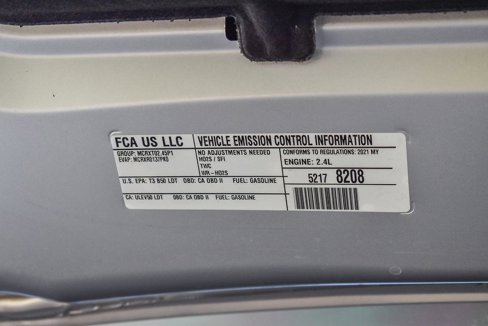 FCA US LLC
VEHICLE EMISSION CONTROL INFORMATION
GROUP: MCRXT02.45P1
EVAP: MCRXR0137PK0
NO ADJUSTMENTS NEEDED
HO2S / SFI
TWC
WR-HO2S
CONFORMS TO REGULATIONS: 2021 MY
ENGINE: 2.4L
U.S. EPA: T3 B50 LDT OBD: CA OBD II FUEL: GASOLINE
5217 8208
CA: ULEV50 LDT OBD: CA OBD II FUEL: GASOLINE